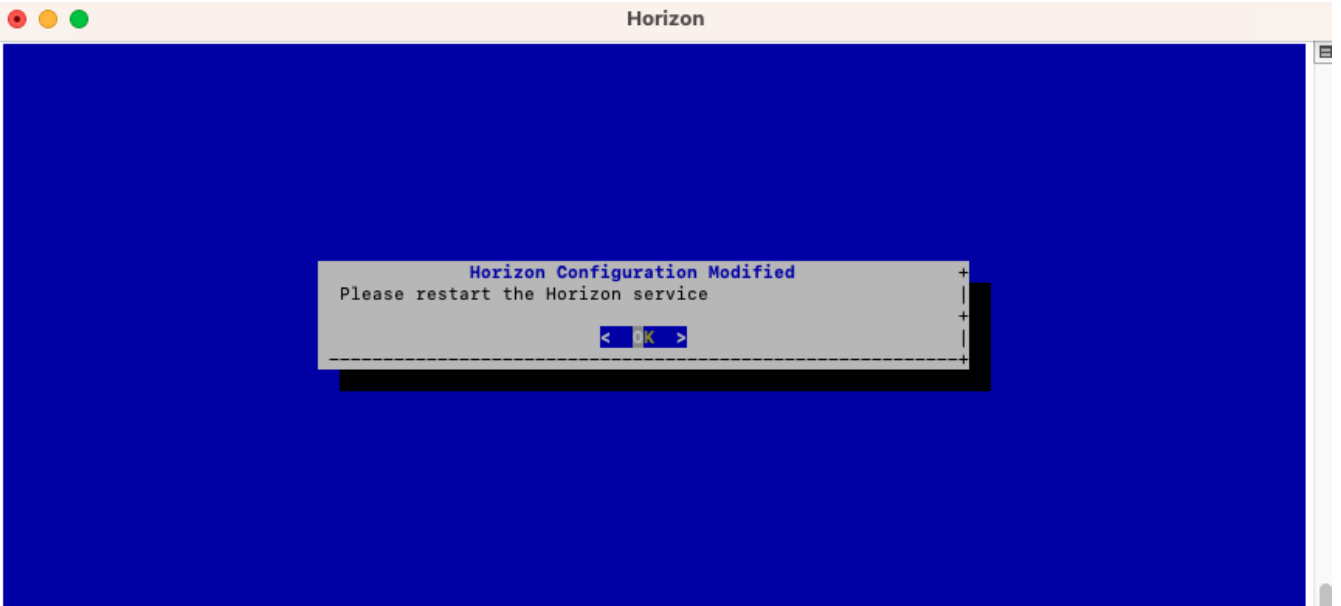 Horizon
Horizon Configuration Modified
Please restart the Horizon service
< OK >